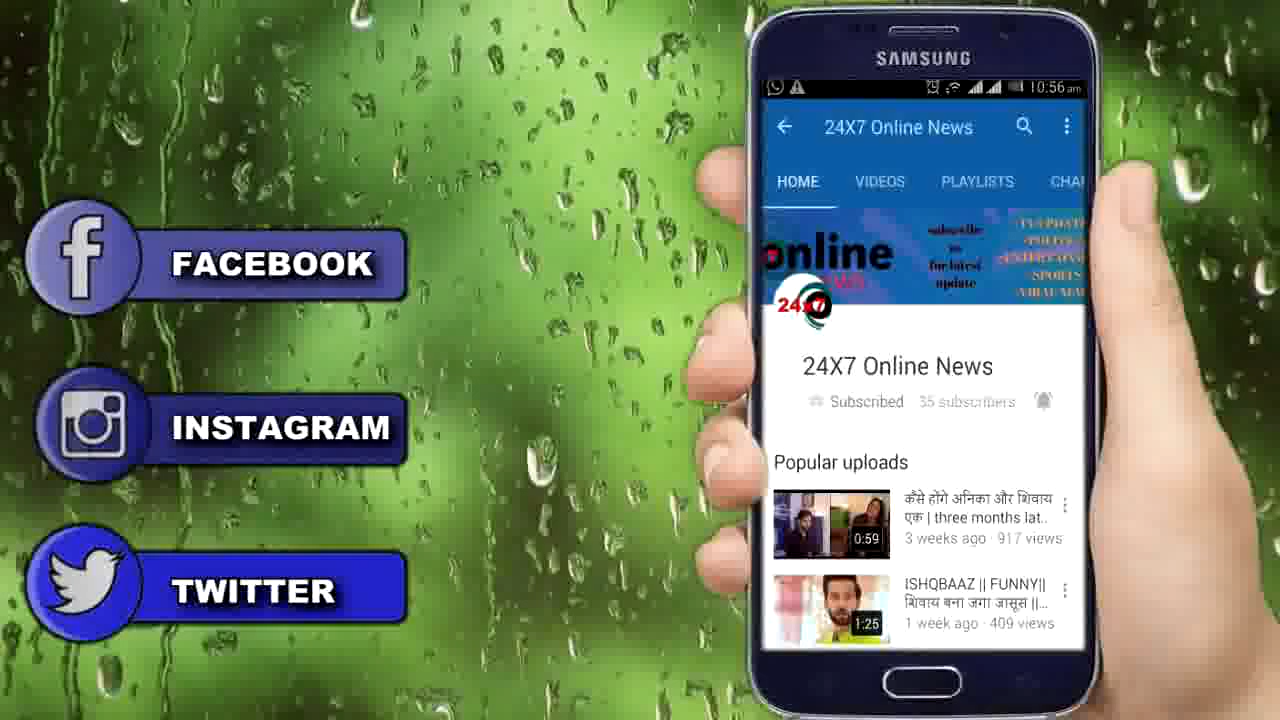 FACEBOOK
INSTAGRAM
TWITTER
SAMSUNG
10:56 am
24X7 Online News
HOME VIDEOS PLAYLISTS CHA
online
subscribe
for latest
update
SPORTS
24x7
24X7 Online News
Subscribed 35 subscribers
Popular uploads
कैसे होंगे अनिका और शिवाय
एक | three months lat..
3 weeks ago · 917 views
0:59
ISHQBAAZ || FUNNY||
शिवाय बना जगा जासूस ||...
1 week ago · 409 views
1:25